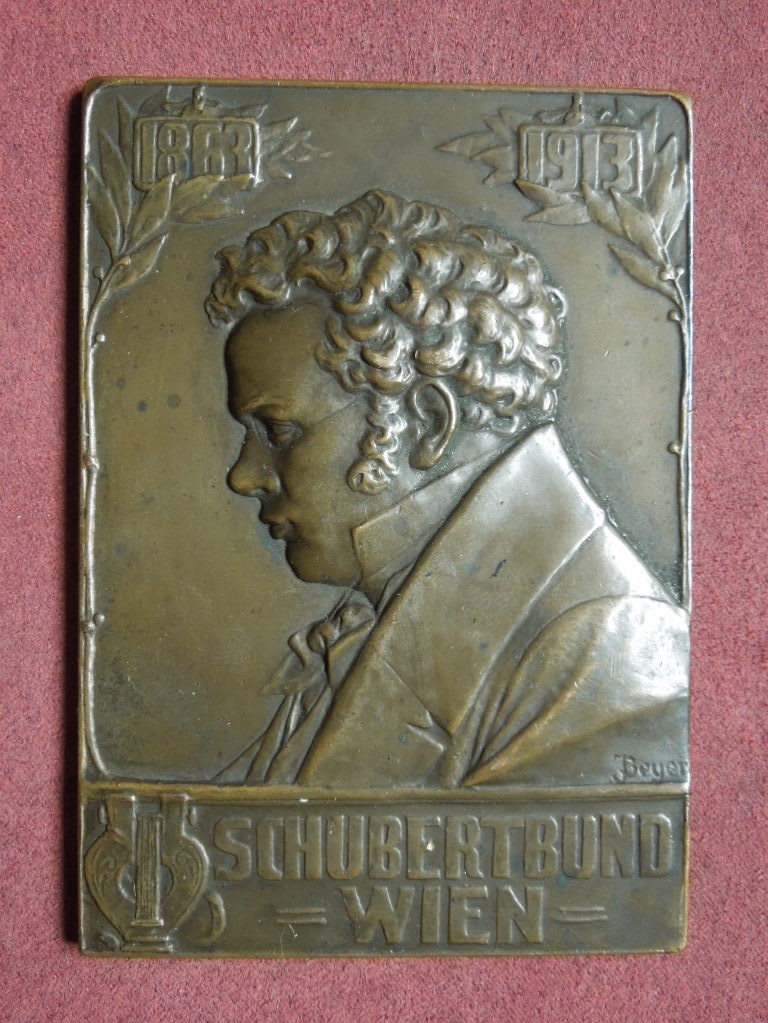 1863 1913
J Beyer
SCHUBERTBUND
= WIEN =